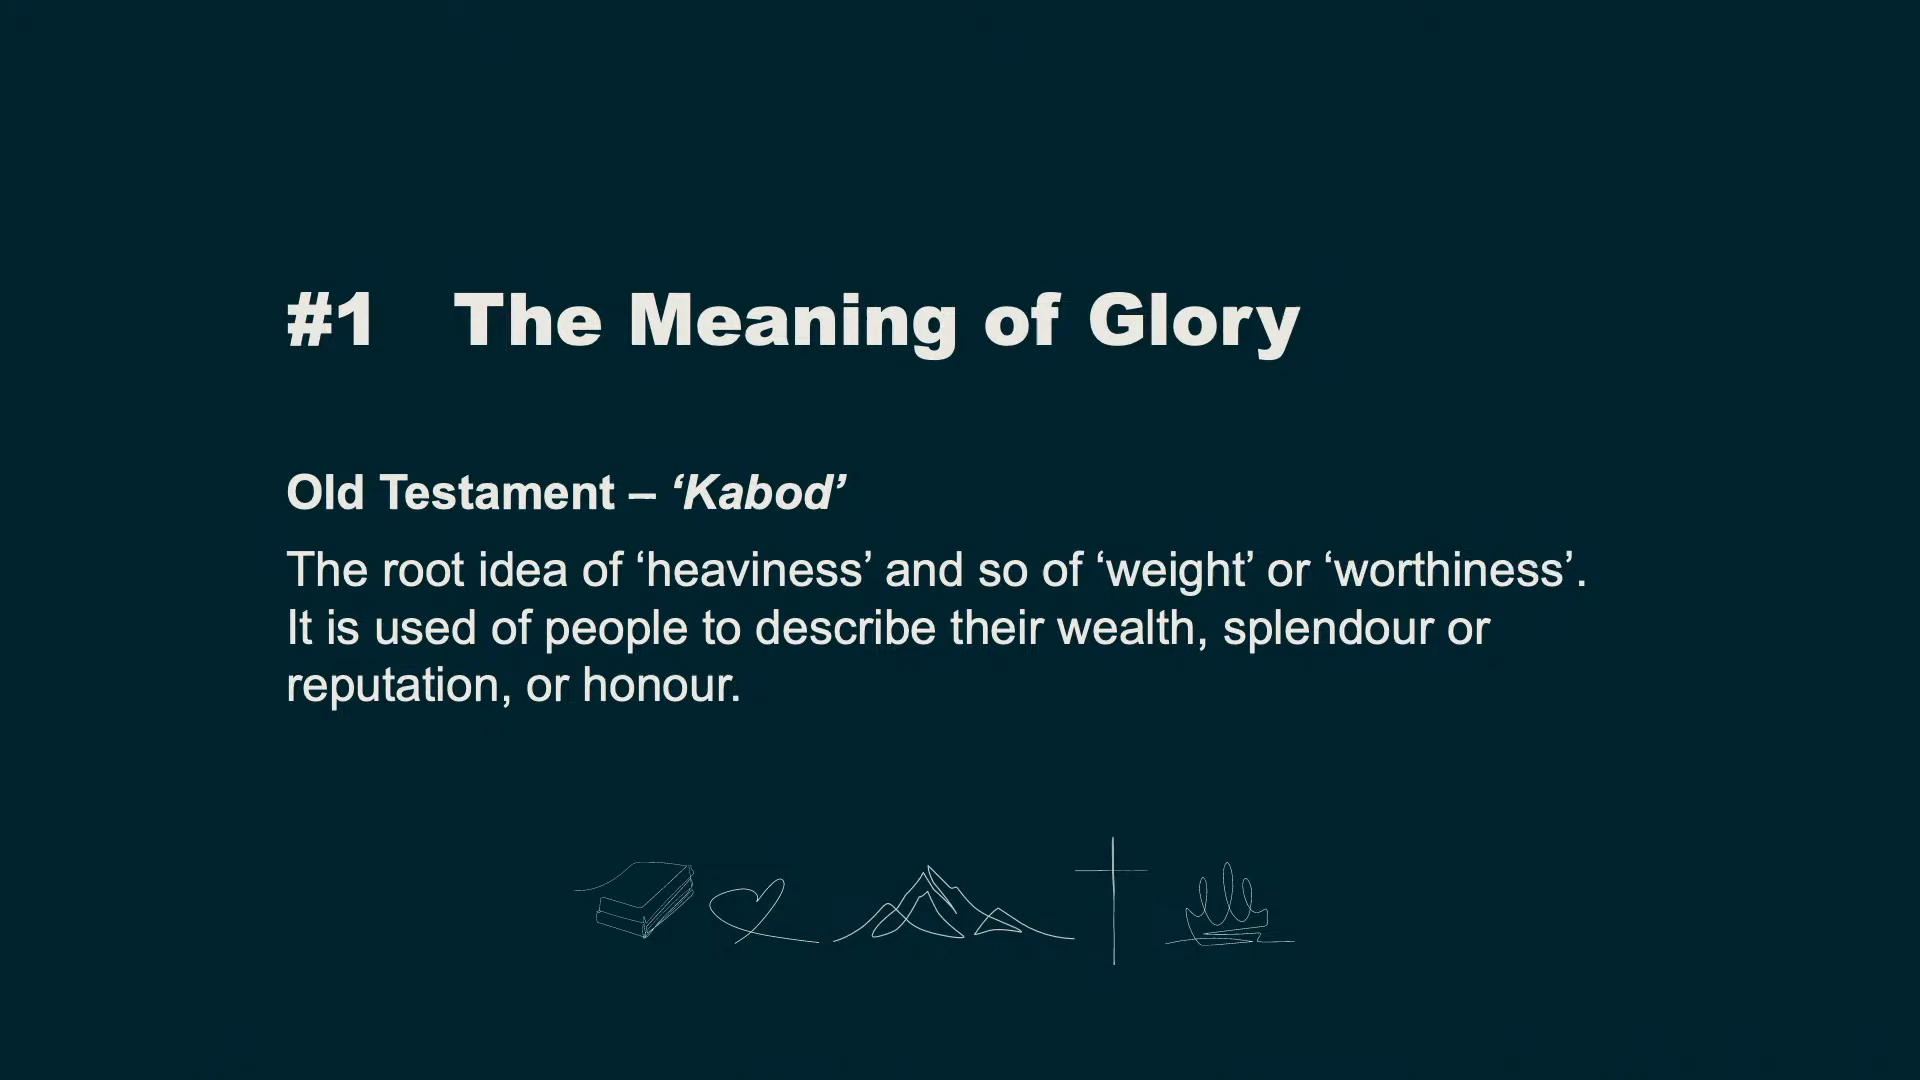 #1 The Meaning of Glory
Old Testament – ‘Kabod’
The root idea of ‘heaviness’ and so of ‘weight’ or ‘worthiness’.
It is used of people to describe their wealth, splendour or
reputation, or honour.